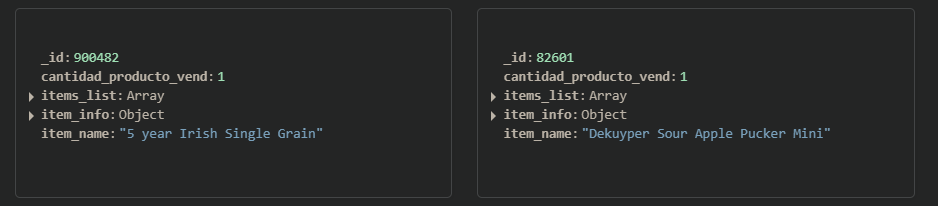 _id: 900482
cantidad_producto_vend: 1
items_list: Array
item_info: Object
item_name: "5 year Irish Single Grain"
_id: 82601
cantidad_producto_vend: 1
items_list: Array
item_info: Object
item_name: "Dekuyper Sour Apple Pucker Mini"